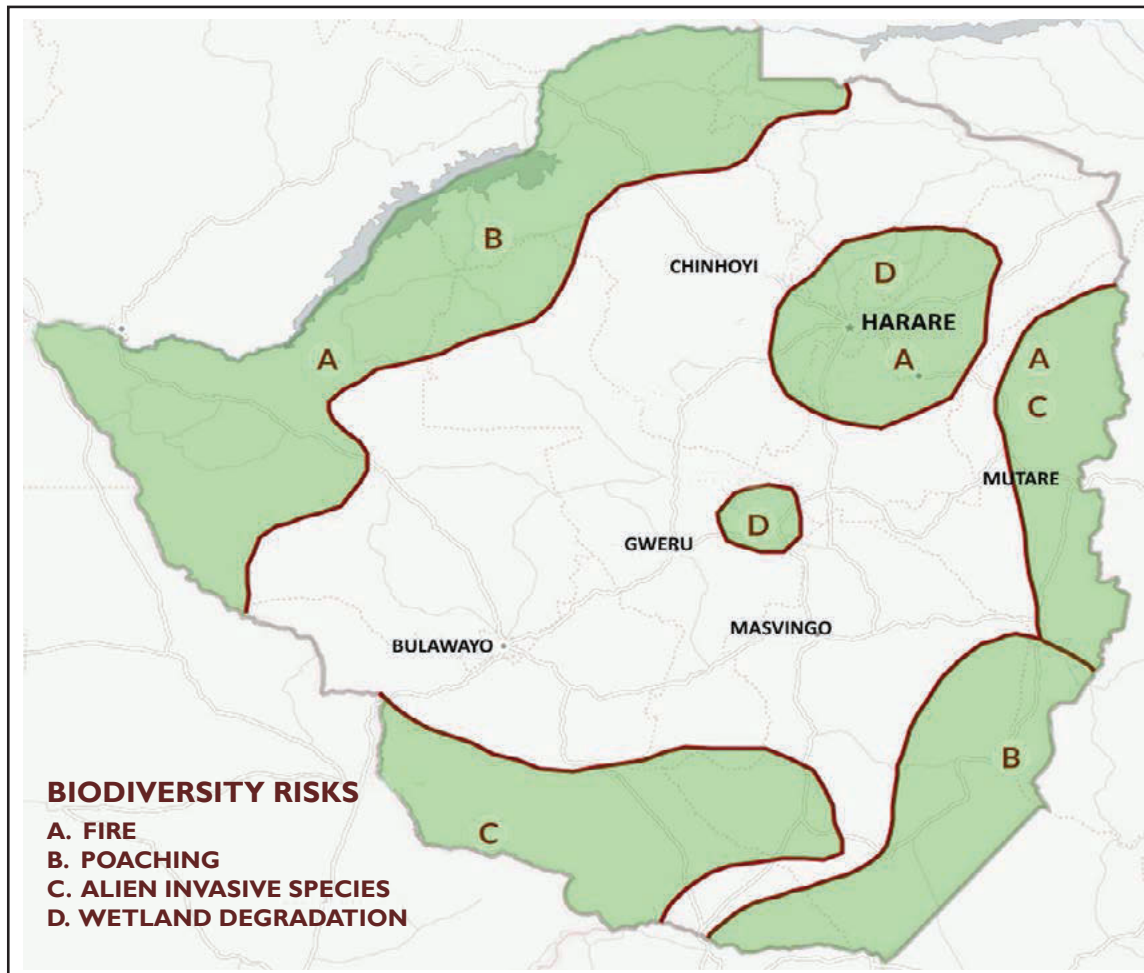 B
CHINHOYI
D
HARARE
A
A
A
C
MUTARE
D
GWERU
MASVINGO
BULAWAYO
B
C
BIODIVERSITY RISKS
A. FIRE
B. POACHING
C. ALIEN INVASIVE SPECIES
D. WETLAND DEGRADATION